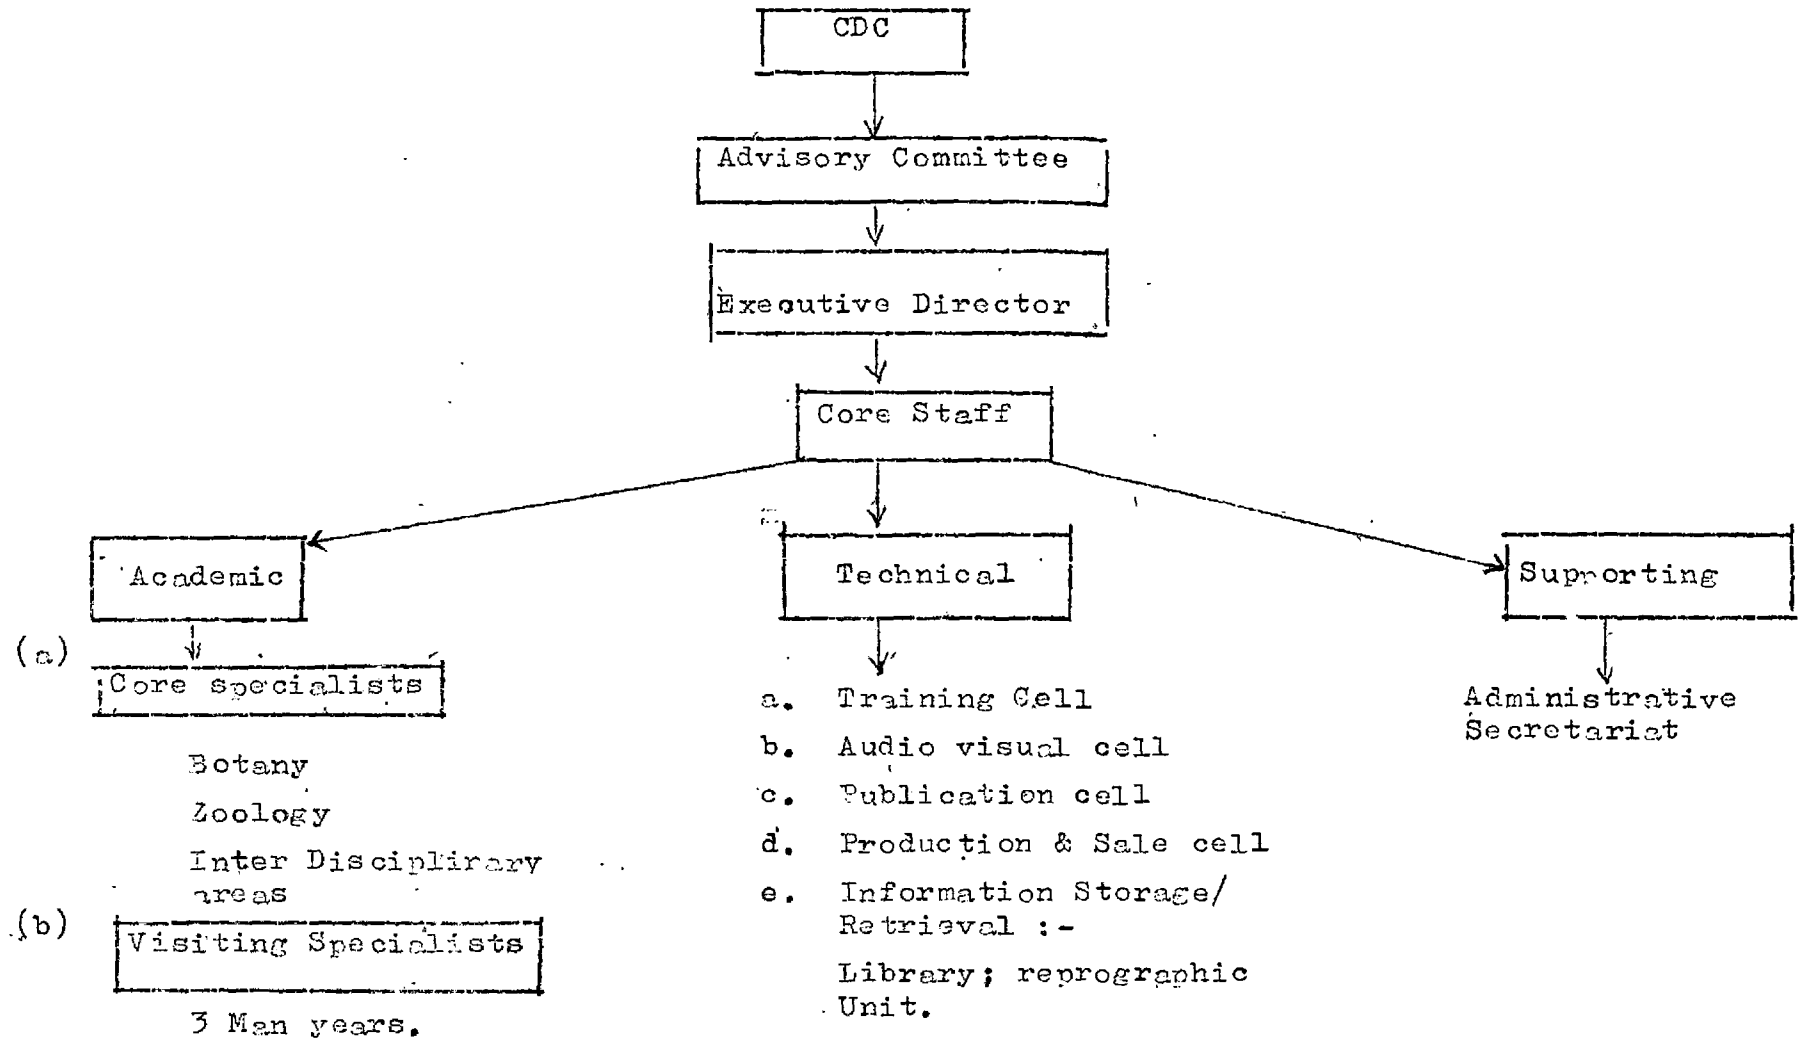 CDC
Advisory Committee
Executive Director
Core Staff
Academic
Technical
Supporting
(a)
Core specialists
Botany
Zoology
Inter Disciplinary
areas
(b)
Visiting Specialists
3 Man years.
a. Training Cell
b. Audio visual cell
c. Publication cell
d. Production & Sale cell
e. Information Storage/
Retrieval :-
Library; reprographic
Unit.
Administrative
Secretariat